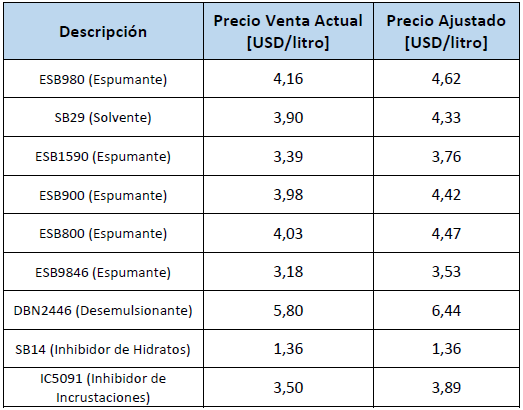 Descripción Precio Venta Actual [USD/litro] Precio Ajustado [USD/litro]
ESB980 (Espumante) 4,16 4,62
SB29 (Solvente) 3,90 4,33
ESB1590 (Espumante) 3,39 3,76
ESB900 (Espumante) 3,98 4,42
ESB800 (Espumante) 4,03 4,47
ESB9846 (Espumante) 3,18 3,53
DBN2446 (Desemulsionante) 5,80 6,44
SB14 (Inhibidor de Hidratos) 1,36 1,36
IC5091 (Inhibidor de Incrustaciones) 3,50 3,89